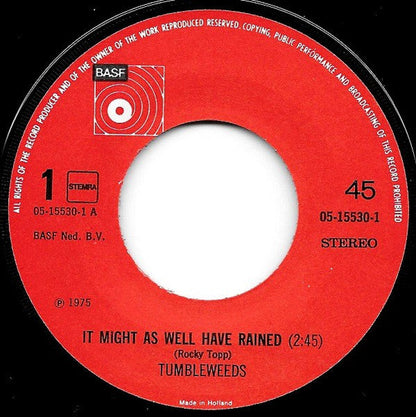 ALL RIGHTS OF THE RECORD PRODUCER AND OF THE OWNER OF THE WORK REPRODUCED RESERVED. COPYING, PUBLIC PERFORMANCE AND BROADCASTING OF THIS RECORD PROHIBITED
BASF
1 STEMRA 45
05-15530-1 A 05-15530-1
BASF Ned. B.V. STEREO
℗ 1975
IT MIGHT AS WELL HAVE RAINED (2:45)
(Rocky Topp)
TUMBLEWEEDS
Made in Holland